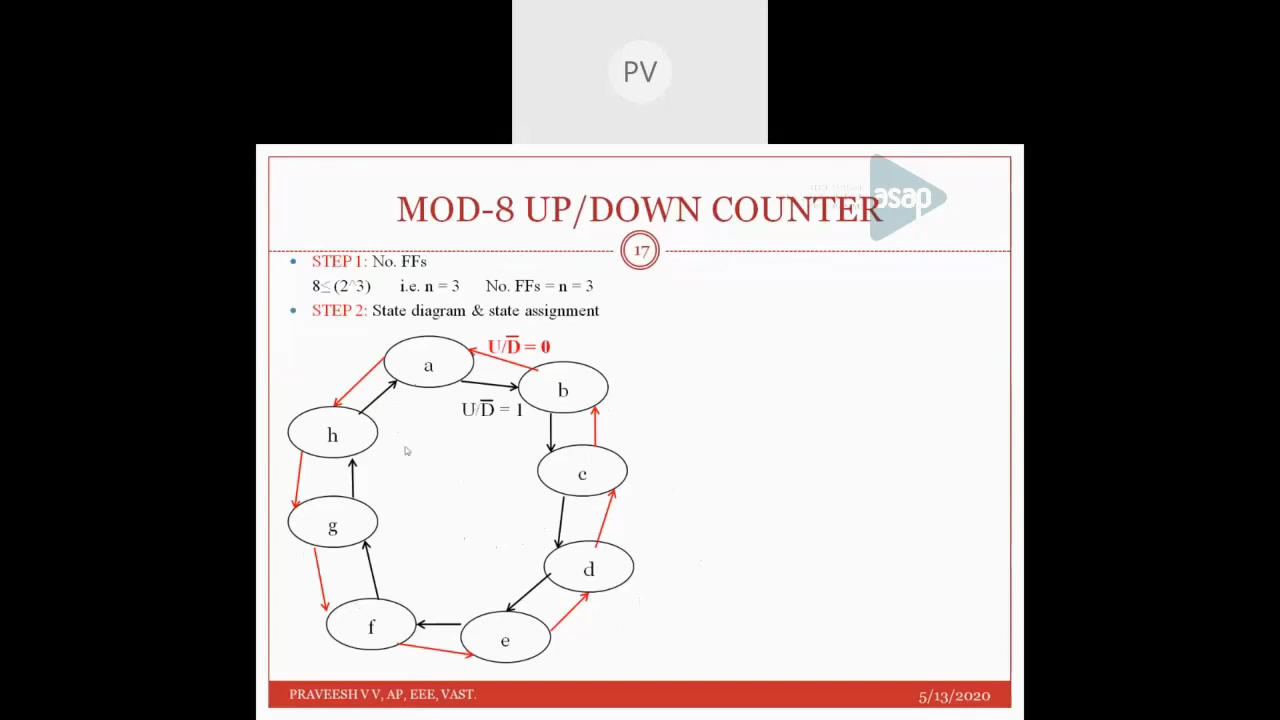 PV
MOD-8 UP/DOWN COUNTER
asap
17
STEP 1: No. FFs
8≤ (2^3) i.e. n = 3 No. FFs = n = 3
STEP 2: State diagram & state assignment
U/D̅ = 0
a
b
U/D̅ = 1
h
c
g
d
f
e
PRAVEESH V V, AP, EEE, VAST.
5/13/2020